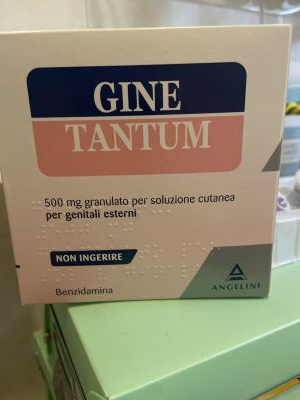 GINE
TANTUM
500 mg granulato per soluzione cutanea
per genitali esterni
NON INGERIRE
Benzidamina
ANGELINI